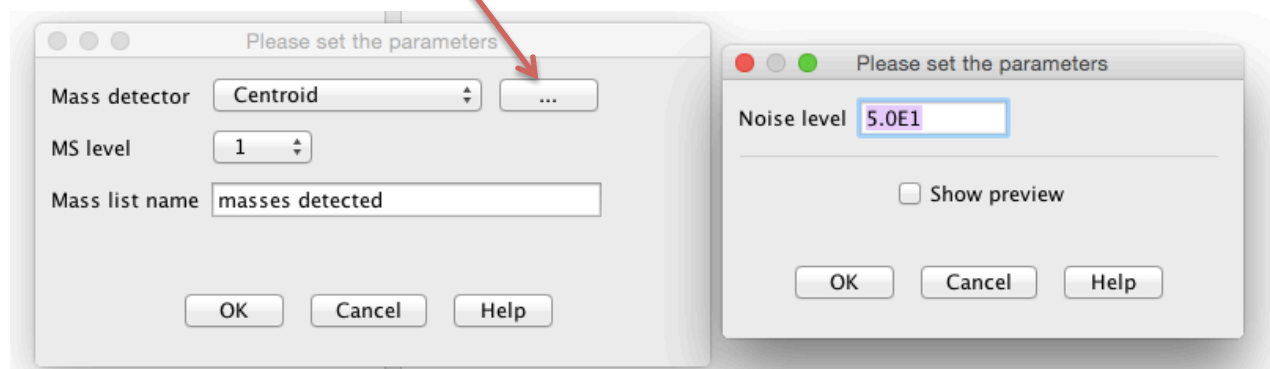 Please set the parameters
Mass detector Centroid ...
MS level 1
Mass list name masses detected
OK Cancel Help
Please set the parameters
Noise level 5.0E1
Show preview
OK Cancel Help